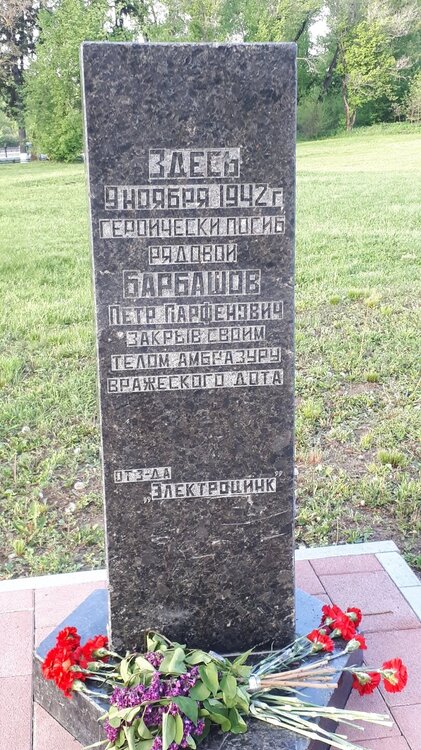 ЗДЕСЬ
9 НОЯБРЯ 1942 Г
ГЕРОИЧЕСКИ ПОГИБ
РЯДОВОЙ
БАРБАШОВ
ПЕТР ПАРФЕНОВИЧ
ЗАКРЫВ СВОИМ
ТЕЛОМ АМБРАЗУРУ
ВРАЖЕСКОГО ДОТА
ОТ З-ДА
„ЭЛЕКТРОЦИНК”